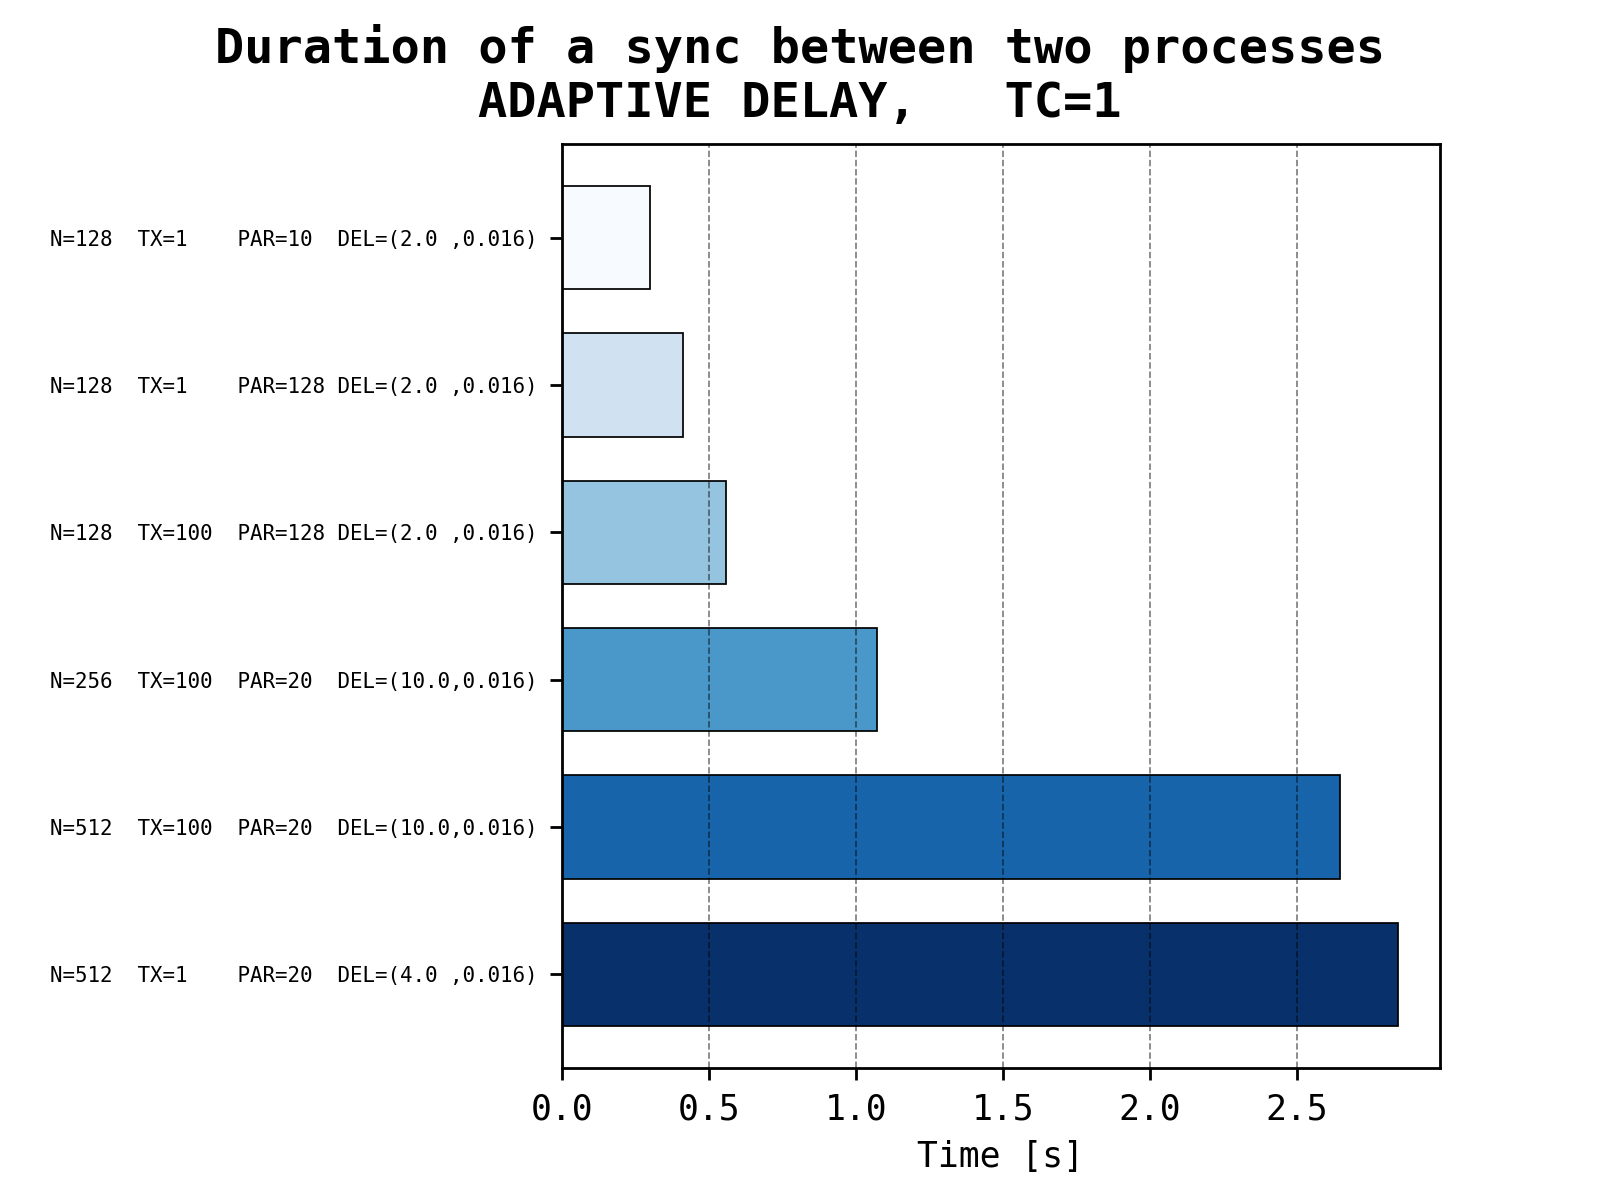 Duration of a sync between two processes
ADAPTIVE DELAY,   TC=1
N=128  TX=1    PAR=10  DEL=(2.0 ,0.016)
N=128  TX=1    PAR=128 DEL=(2.0 ,0.016)
N=128  TX=100  PAR=128 DEL=(2.0 ,0.016)
N=256  TX=100  PAR=20  DEL=(10.0,0.016)
N=512  TX=100  PAR=20  DEL=(10.0,0.016)
N=512  TX=1    PAR=20  DEL=(4.0 ,0.016)
0.0 0.5 1.0 1.5 2.0 2.5
Time [s]